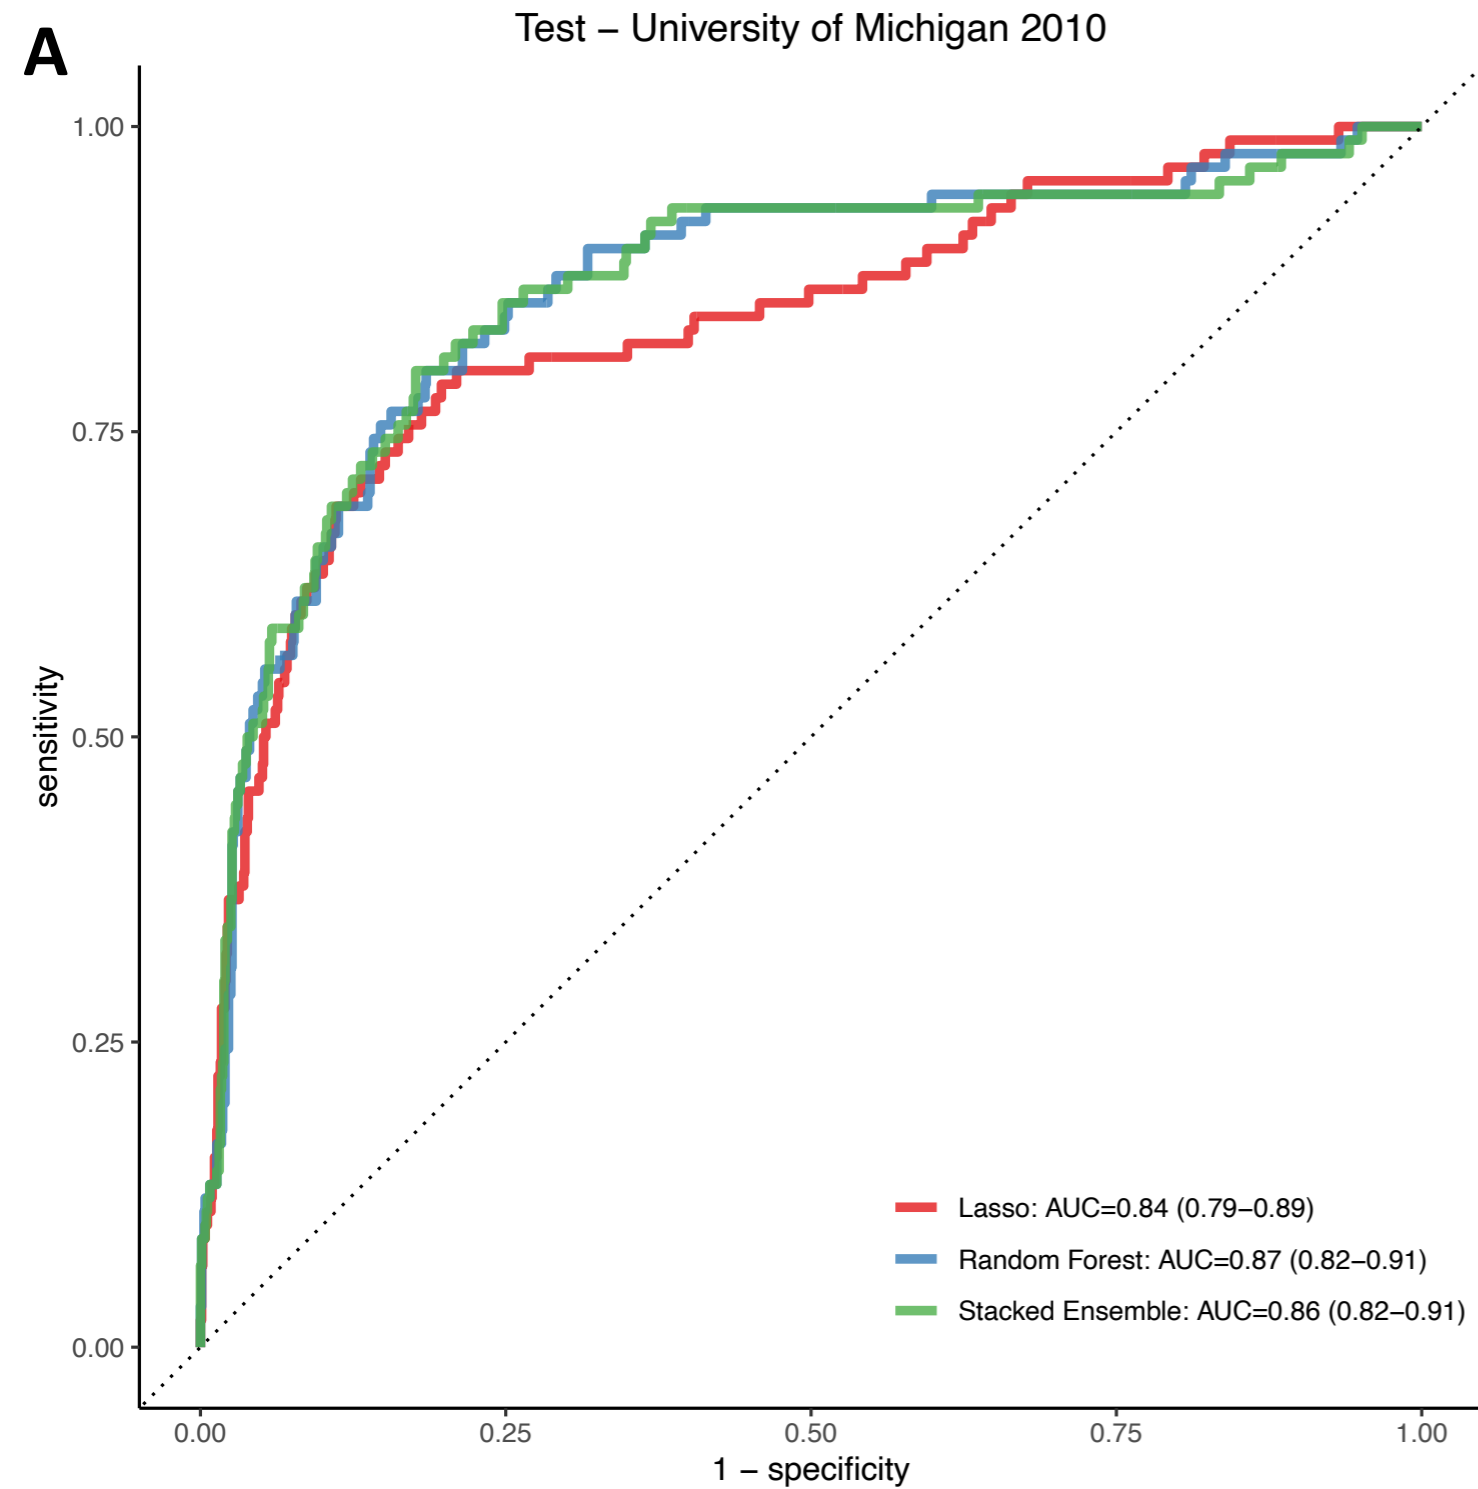 A
Test – University of Michigan 2010
1.00
0.75
0.50
0.25
0.00
sensitivity
Lasso: AUC=0.84 (0.79–0.89)
Random Forest: AUC=0.87 (0.82–0.91)
Stacked Ensemble: AUC=0.86 (0.82–0.91)
0.00 0.25 0.50 0.75 1.00
1 – specificity